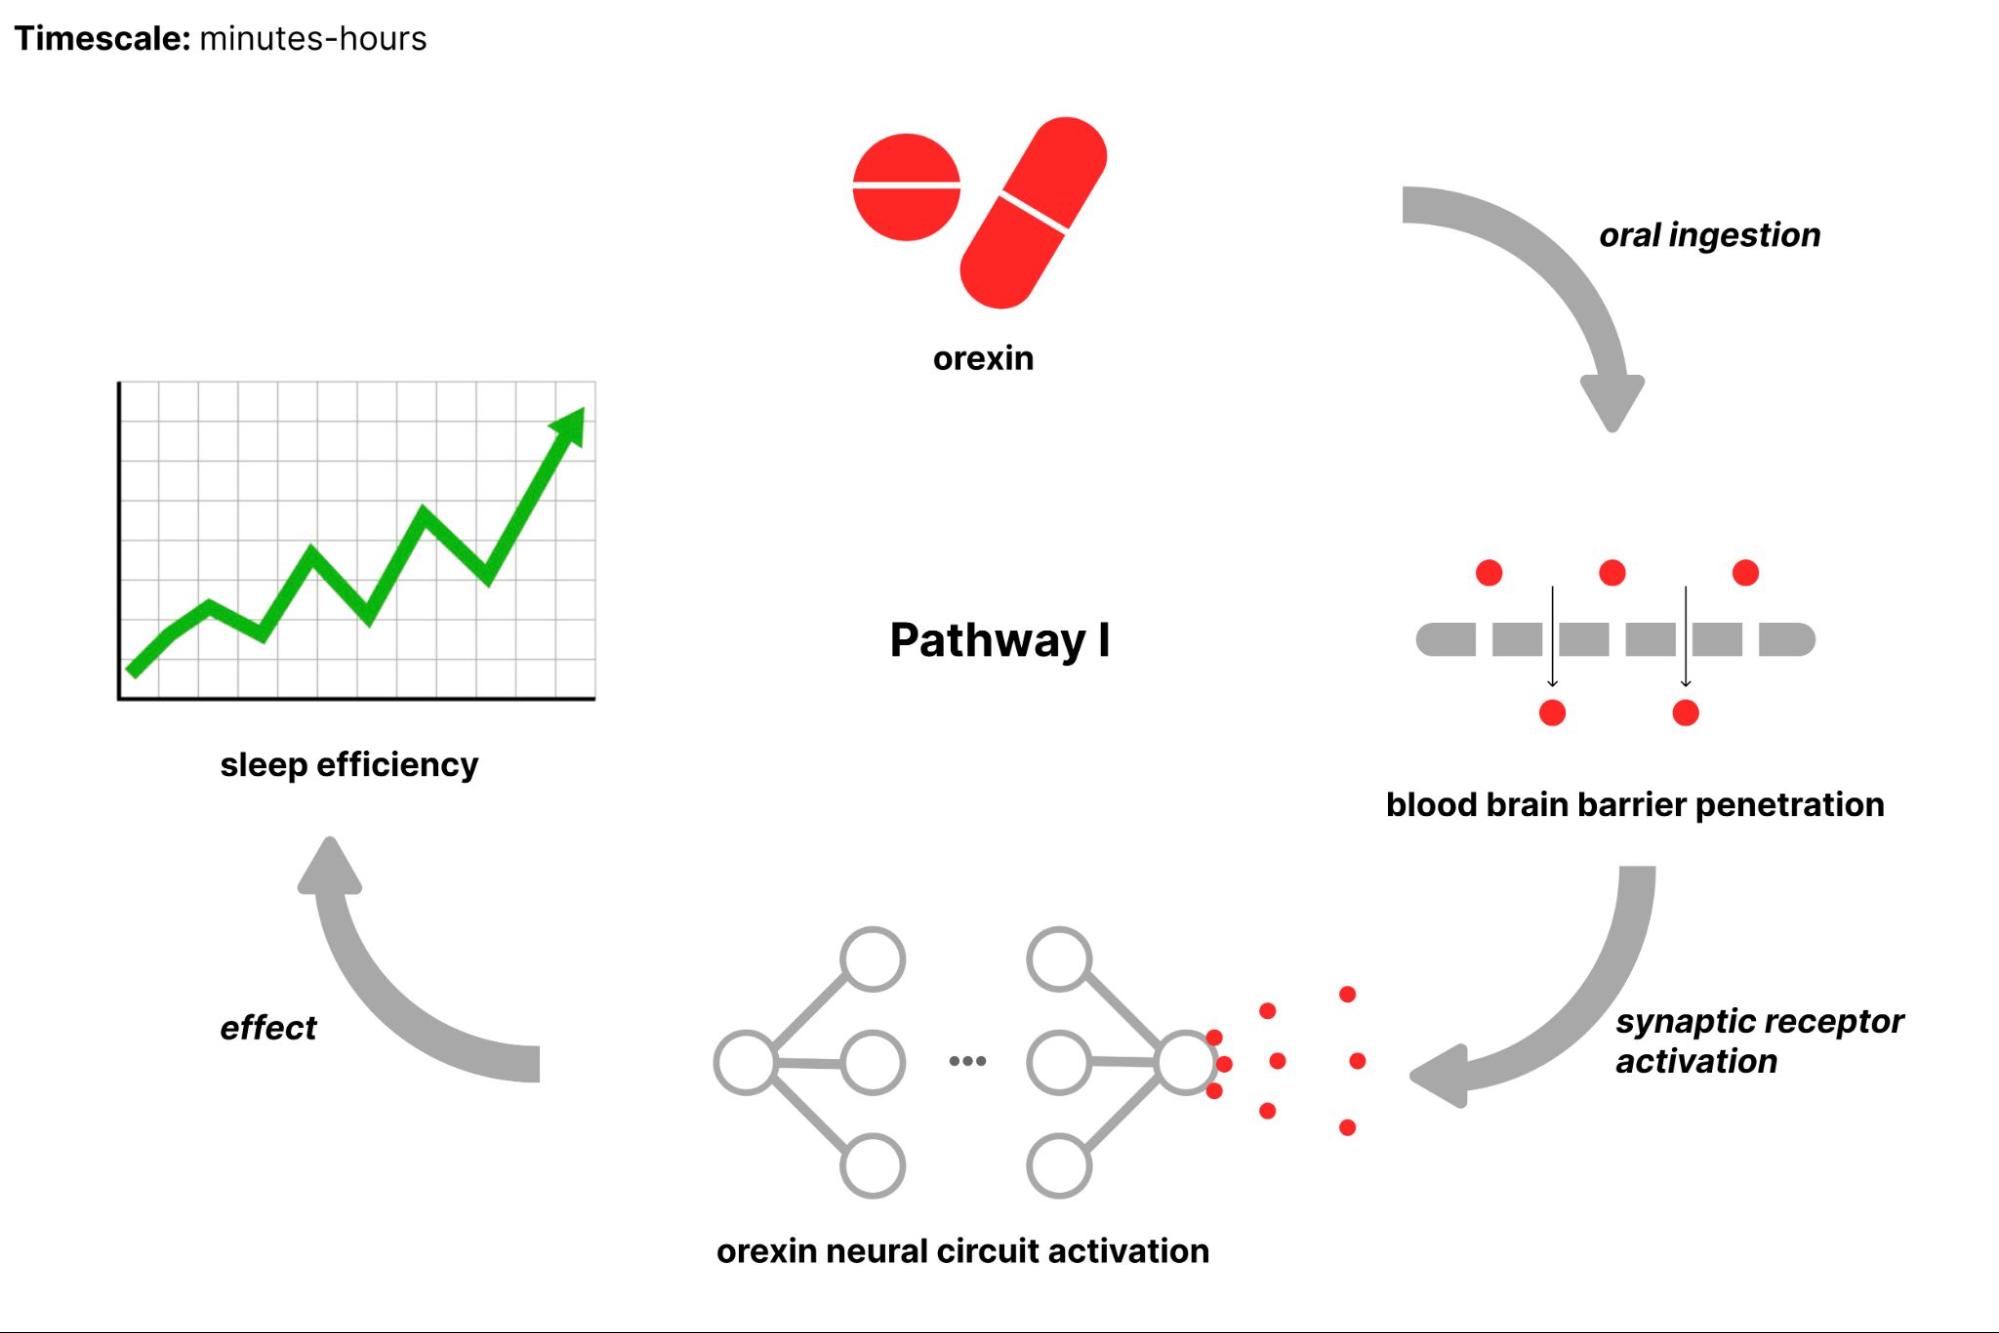 Timescale: minutes-hours
orexin
oral ingestion
Pathway I
blood brain barrier penetration
synaptic receptor
activation
orexin neural circuit activation
effect
sleep efficiency